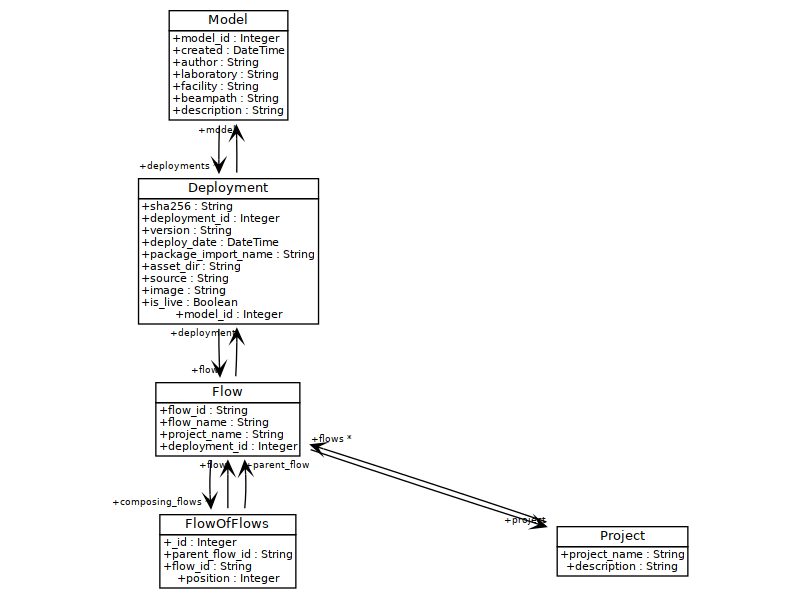 Model
+model_id : Integer
+created : DateTime
+author : String
+laboratory : String
+facility : String
+beampath : String
+description : String
+model
+deployments *
Deployment
+sha256 : String
+deployment_id : Integer
+version : String
+deploy_date : DateTime
+package_import_name : String
+asset_dir : String
+source : String
+image : String
+is_live : Boolean
+model_id : Integer
+deployment
+flow
Flow
+flow_id : String
+flow_name : String
+project_name : String
+deployment_id : Integer
+flows *
+flow
+parent_flow
+composing_flows *
+project
FlowOfFlows
+_id : Integer
+parent_flow_id : String
+flow_id : String
+position : Integer
Project
+project_name : String
+description : String